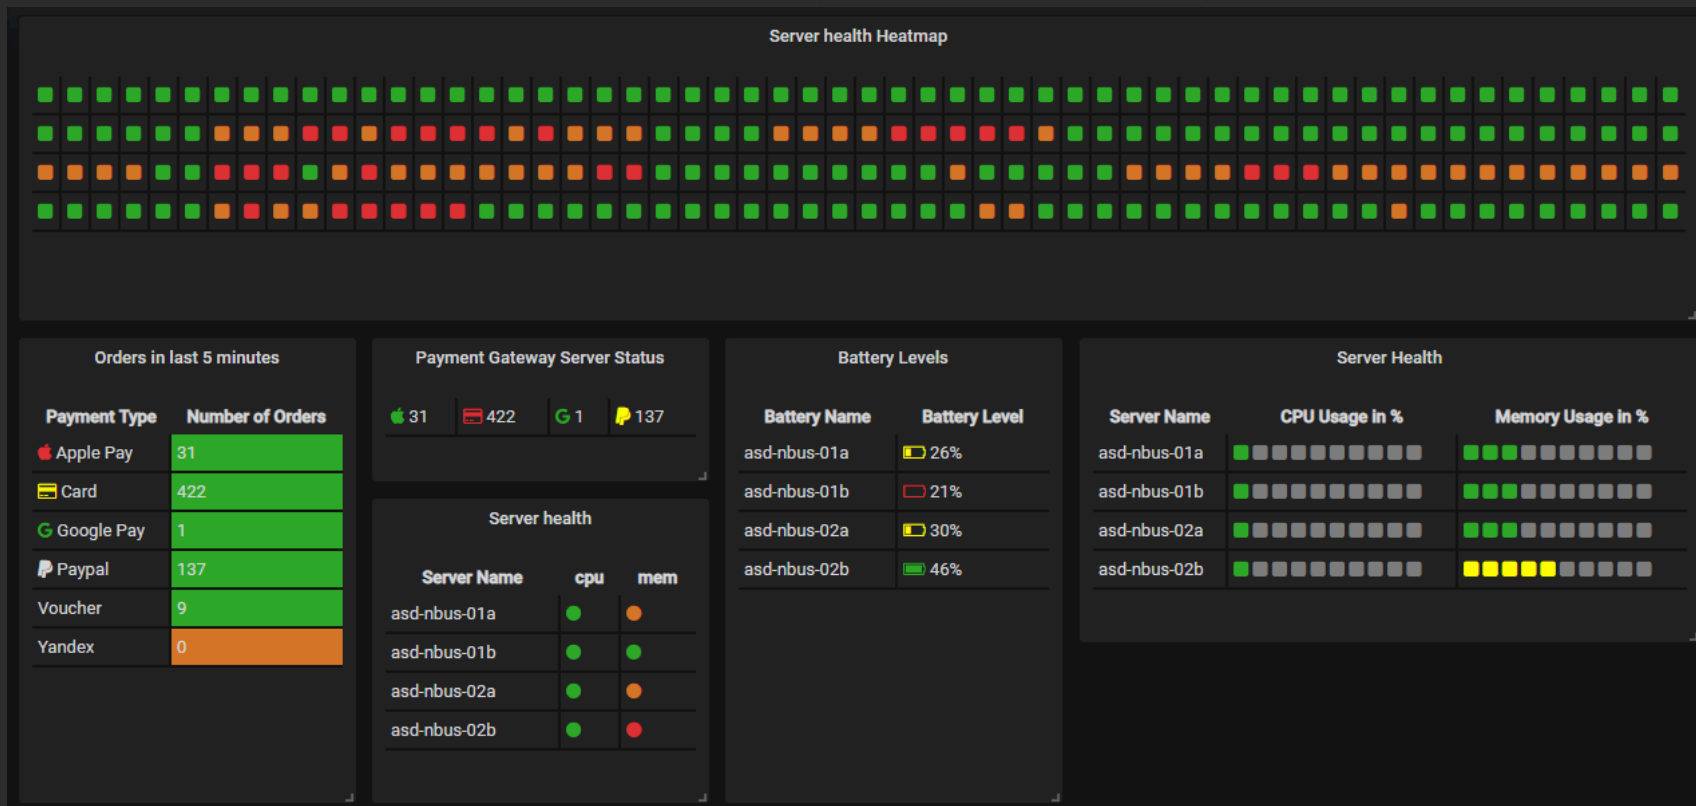 Server health Heatmap
Orders in last 5 minutes
Payment Type Number of Orders
Apple Pay 31
Card 422
Google Pay 1
Paypal 137
Voucher 9
Yandex 0
Payment Gateway Server Status
31 422 1 137
Server health
Server Name cpu mem
asd-nbus-01a
asd-nbus-01b
asd-nbus-02a
asd-nbus-02b
Battery Levels
Battery Name Battery Level
asd-nbus-01a 26%
asd-nbus-01b 21%
asd-nbus-02a 30%
asd-nbus-02b 46%
Server Health
Server Name CPU Usage in % Memory Usage in %
asd-nbus-01a
asd-nbus-01b
asd-nbus-02a
asd-nbus-02b